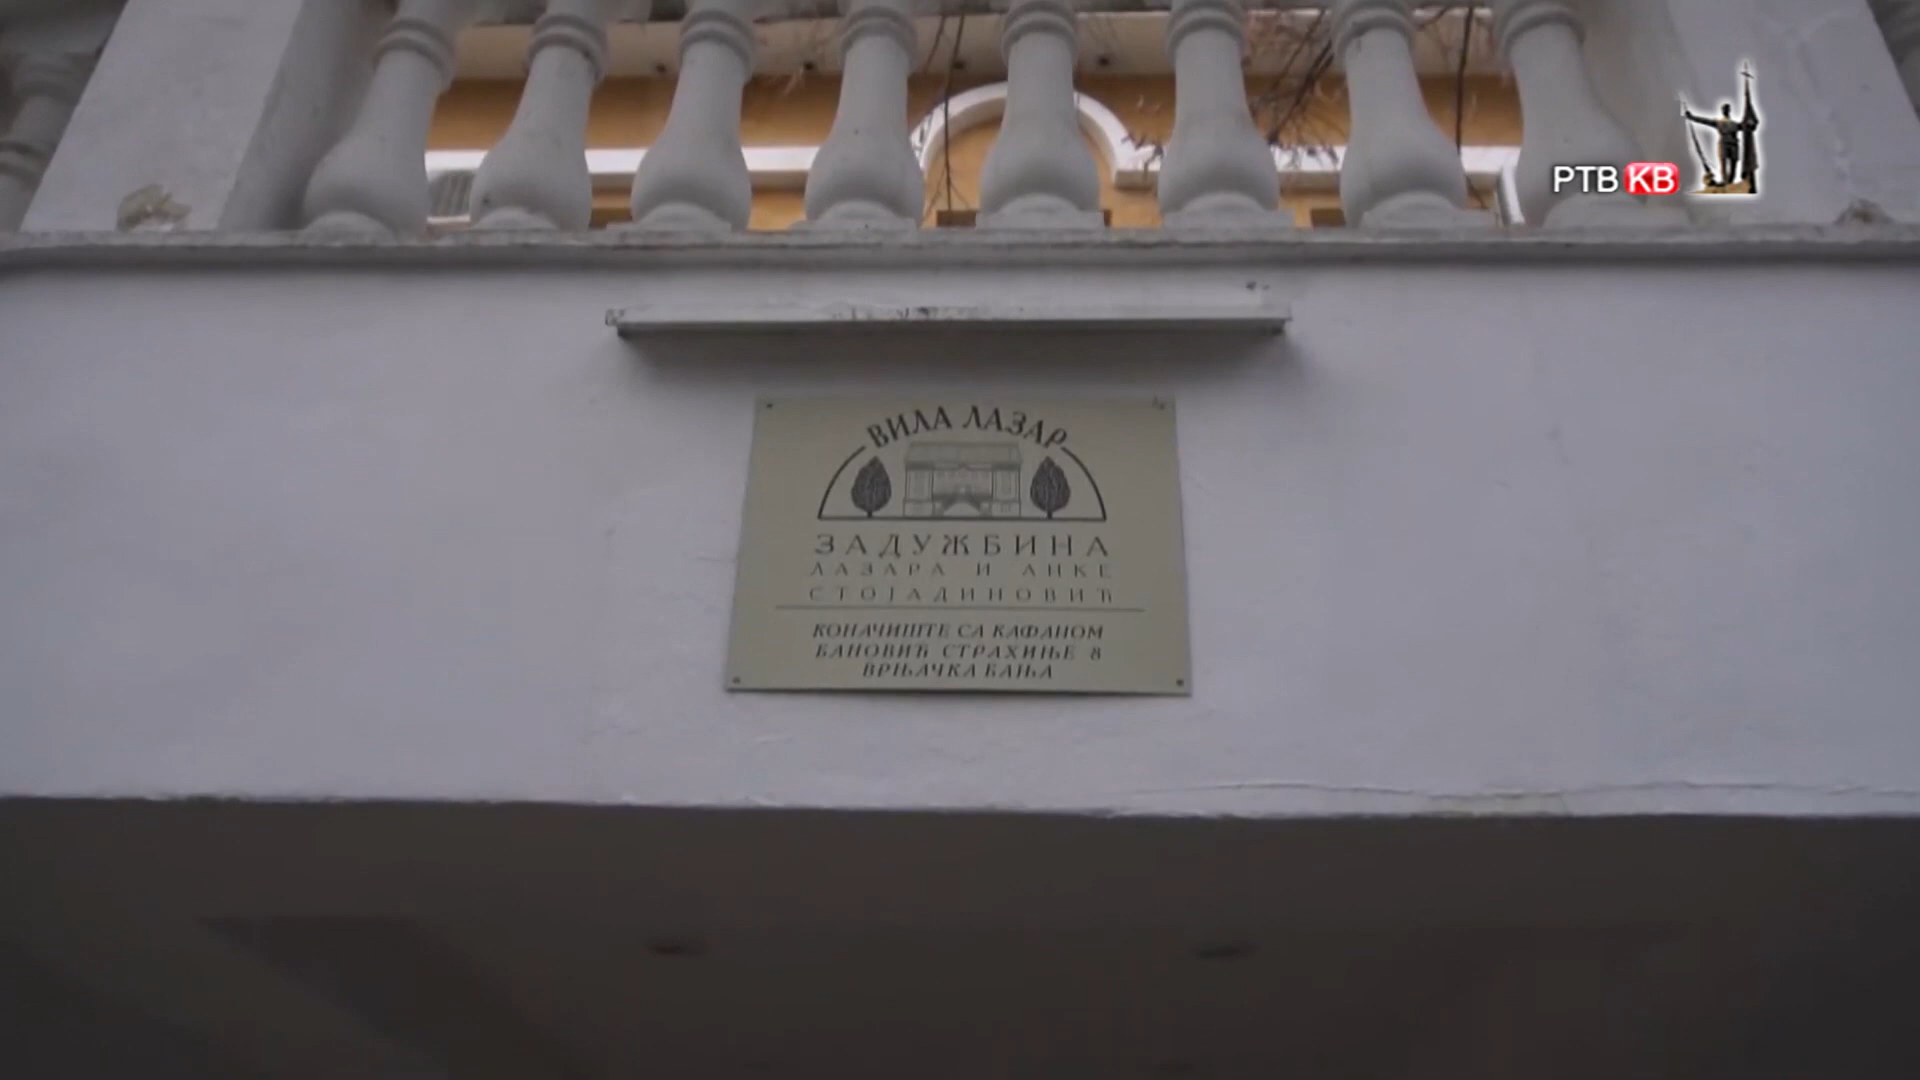 РТВ КВ
ВИЛА ЛАЗАР
ЗАДУЖБИНА
ЛАЗАРА И АНКЕ
СТОЈАДИНОВИЋ
КОНАЧИШТЕ СА КАФАНОМ
БАНОВИЋ СТРАХИЊЕ 8
ВРЊАЧКА БАЊА